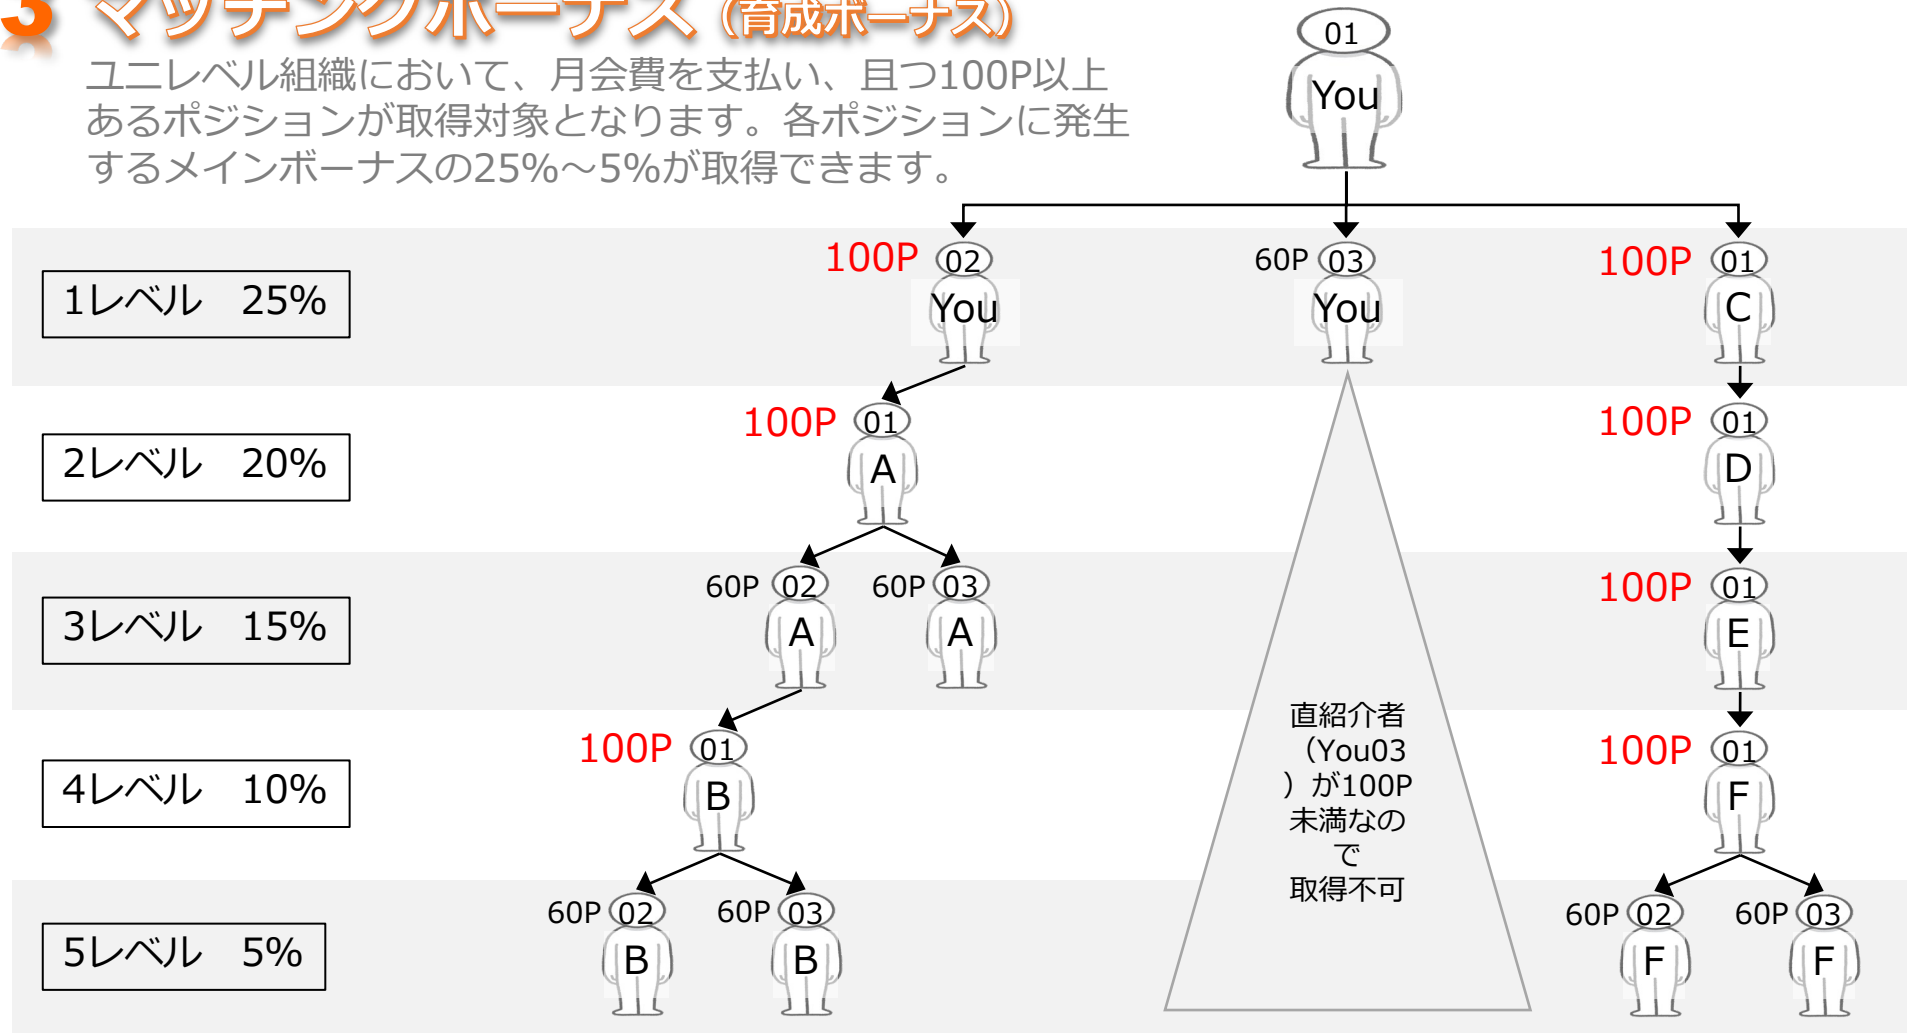 3 マッチングボーナス（育成ボーナス）
ユニレベル組織において、月会費を支払い、且つ100P以上
あるポジションが取得対象となります。各ポジションに発生
するメインボーナスの25%～5%が取得できます。
01
You
1レベル　25%
100P 02
You
60P 03
You
100P 01
C
2レベル　20%
100P 01
A
100P 01
D
3レベル　15%
60P 02
A
60P 03
A
100P 01
E
4レベル　10%
100P 01
B
直紹介者
（You03
）が100P
未満なの
で
取得不可
100P 01
F
5レベル　5%
60P 02
B
60P 03
B
60P 02
F
60P 03
F